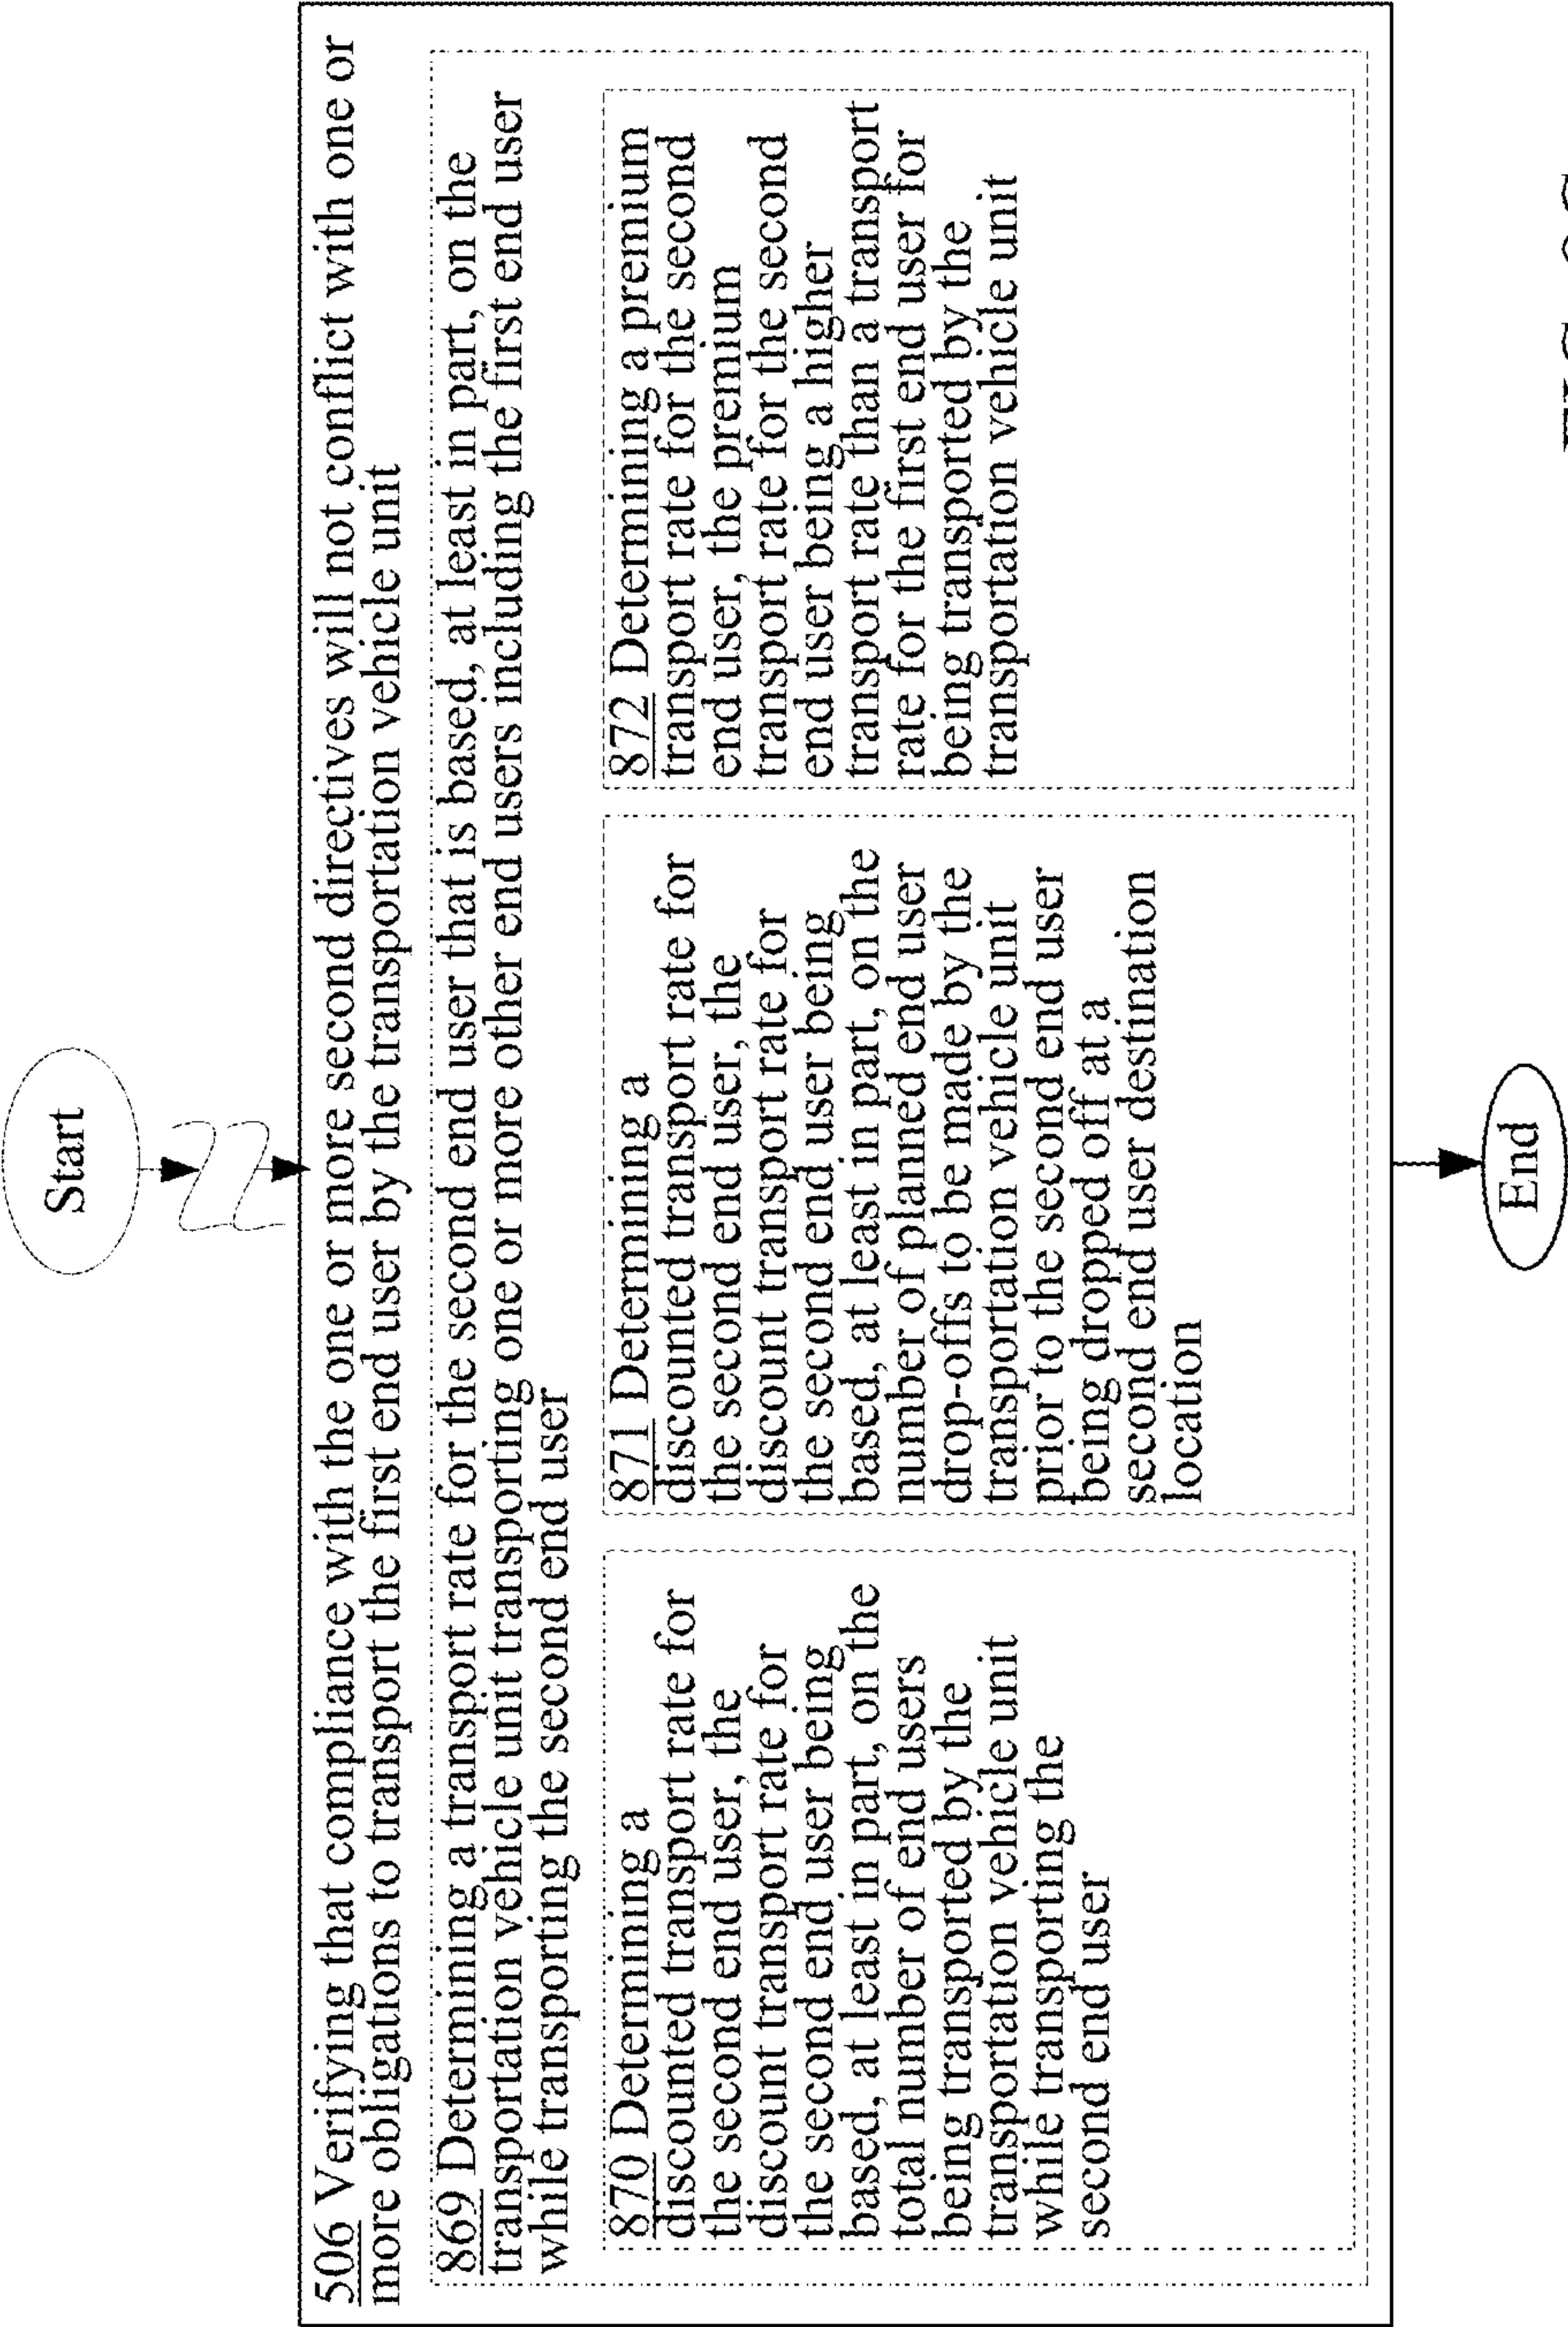 Start
506 Verifying that compliance with the one or more second directives will not conflict with one or
more obligations to transport the first end user by the transportation vehicle unit
869 Determining a transport rate for the second end user that is based, at least in part, on the
transportation vehicle unit transporting one or more other end users including the first end user
while transporting the second end user
870 Determining a
discounted transport rate for
the second end user, the
discount transport rate for
the second end user being
based, at least in part, on the
total number of end users
being transported by the
transportation vehicle unit
while transporting the
second end user
871 Determining a
discounted transport rate for
the second end user, the
discount transport rate for
the second end user being
based, at least in part, on the
number of planned end user
drop-offs to be made by the
transportation vehicle unit
prior to the second end user
being dropped off at a
second end user destination
location
872 Determining a premium
transport rate for the second
end user, the premium
transport rate for the second
end user being a higher
transport rate than a transport
rate for the first end user for
being transported by the
transportation vehicle unit
End